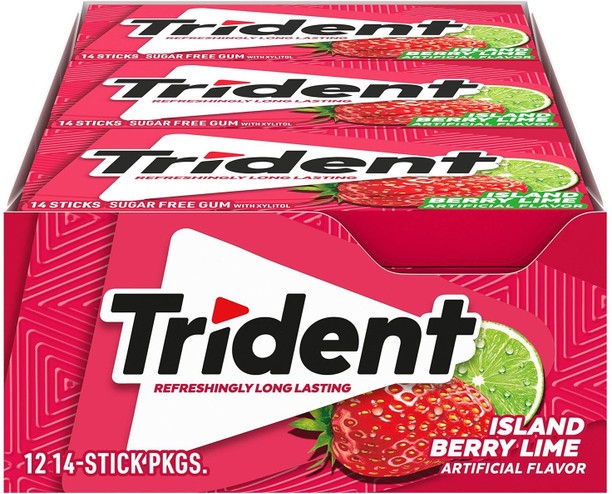 Trident
REFRESHINGLY LONG LASTING
ISLAND
BERRY LIME
ARTIFICIAL FLAVOR
14 STICKS SUGAR FREE GUM WITH XYLITOL
Trident
REFRESHINGLY LONG LASTING
ISLAND
BERRY LIME
ARTIFICIAL FLAVOR
14 STICKS SUGAR FREE GUM WITH XYLITOL
Trident
REFRESHINGLY LONG LASTING
ISLAND
BERRY LIME
ARTIFICIAL FLAVOR
14 STICKS SUGAR FREE GUM WITH XYLITOL
Trident
REFRESHINGLY LONG LASTING
ISLAND
BERRY LIME
ARTIFICIAL FLAVOR
12 14-STICK PKGS.